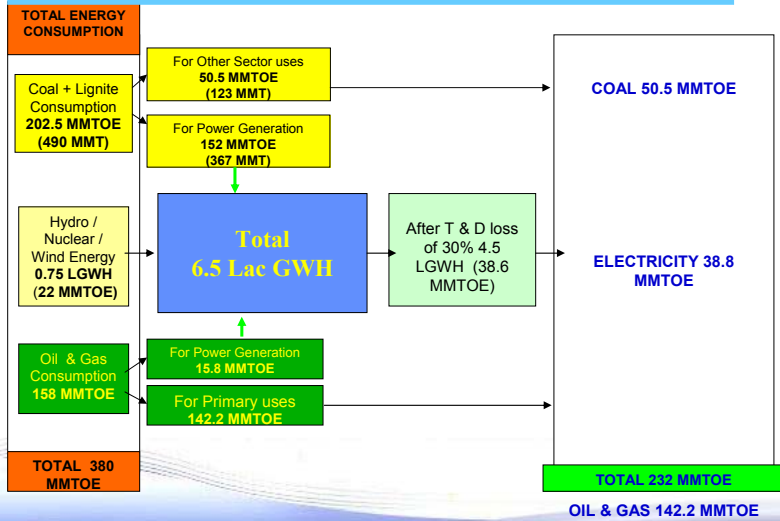 TOTAL ENERGY
CONSUMPTION
Coal + Lignite
Consumption
202.5 MMTOE
(490 MMT)
For Other Sector uses
50.5 MMTOE
(123 MMT)
For Power Generation
152 MMTOE
(367 MMT)
COAL 50.5 MMTOE
Hydro /
Nuclear /
Wind Energy
0.75 LGWH
(22 MMTOE)
Total
6.5 Lac GWH
After T & D loss
of 30% 4.5
LGWH (38.6
MMTOE)
ELECTRICITY 38.8
MMTOE
Oil & Gas
Consumption
158 MMTOE
For Power Generation
15.8 MMTOE
For Primary uses
142.2 MMTOE
TOTAL 380
MMTOE
TOTAL 232 MMTOE
OIL & GAS 142.2 MMTOE